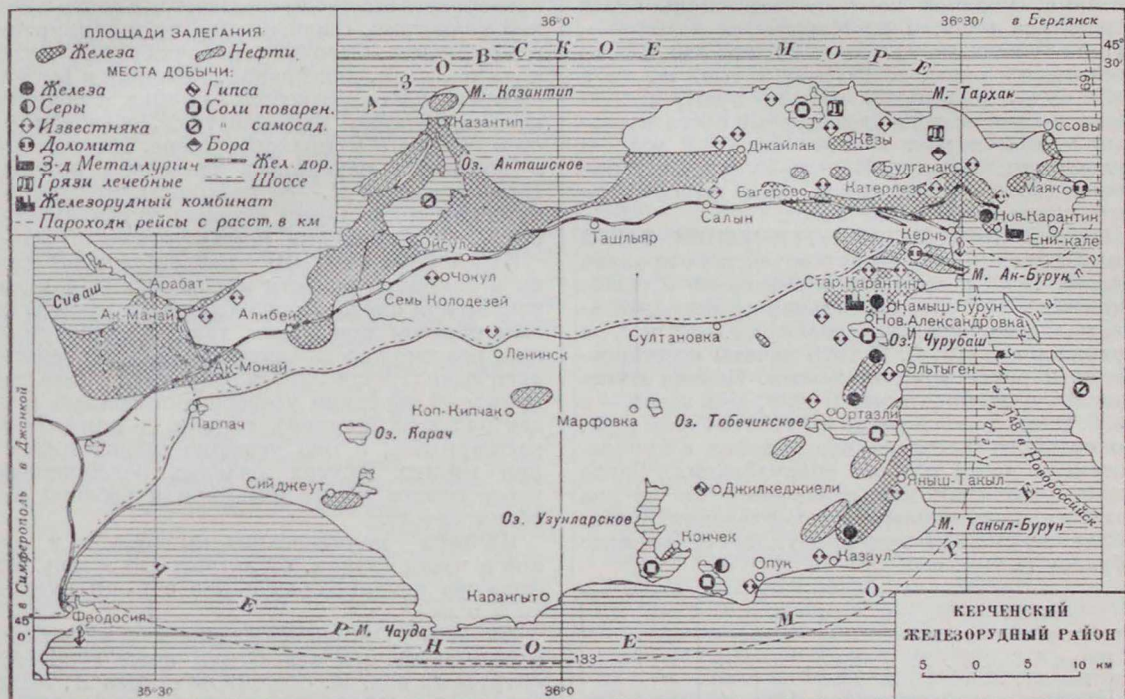 36°0'
36°30'
в Бердянск
45°
30'
ПЛОЩАДИ ЗАЛЕГАНИЯ:
Железа
Нефти
МЕСТА ДОБЫЧИ:
Железа
Гипса
Серы
Соли поварен.
Известняка
" самосад.
Доломита
Бора
З-д Металлургич
Жел. дор.
Грязи лечебные
Шоссе
Железорудный комбинат
Пароходн рейсы с расст. в км
АЗОВСКОЕ МОРЕ
169
М. Казантип
Казантип
М. Тархак
Оссовы
Оз. Акташское
Джайлав
Кезы
Булганак
Маяк
Багерово
Катерлез
Салын
Нов. Карантин
Ени-кале
Ташлыяр
Керчь
Ойсул
Чокул
М. Ак-Бурун
Сиваш
Арабат
Стар. Карантин
Семь Колодезей
Камыш-Бурун
Ак-Манай
Алибей
Нов. Александровка
Султановка
Оз. Чурубаш
Ленинск
Ак-Монай
Эльтыген
Керченский пр.
Коп-Кипчак
Ортазли
Парпач
Марфовка
Оз. Тобечикское
Оз. Карач
148 в Новороссийск
в Симферополь в Джанкой
Сийджеут
Джилкеджиели
Яныш-Такыл
Оз. Узунларское
М. Таныл-Бурун
Кончек
Казаул
Опук
Карангыт
Феодосия
45°
0'
М. Чауда
ЧЕРНОЕ МОРЕ
133
КЕРЧЕНСКИЙ
ЖЕЛЕЗОРУДНЫЙ РАЙОН
5 0 5 10 км
35°30'
36°0'